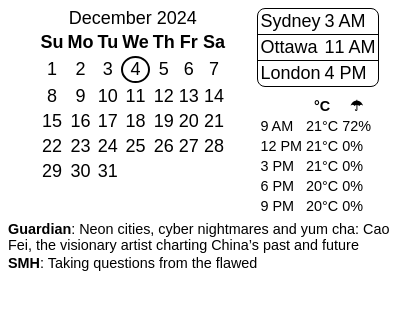 December 2024
Su Mo Tu We Th Fr Sa
1 2 3 4 5 6 7
8 9 10 11 12 13 14
15 16 17 18 19 20 21
22 23 24 25 26 27 28
29 30 31
Sydney 3 AM
Ottawa 11 AM
London 4 PM
°C ☂
9 AM 21°C 72%
12 PM 21°C 0%
3 PM 21°C 0%
6 PM 20°C 0%
9 PM 20°C 0%
Guardian: Neon cities, cyber nightmares and yum cha: Cao
Fei, the visionary artist charting China's past and future
SMH: Taking questions from the flawed